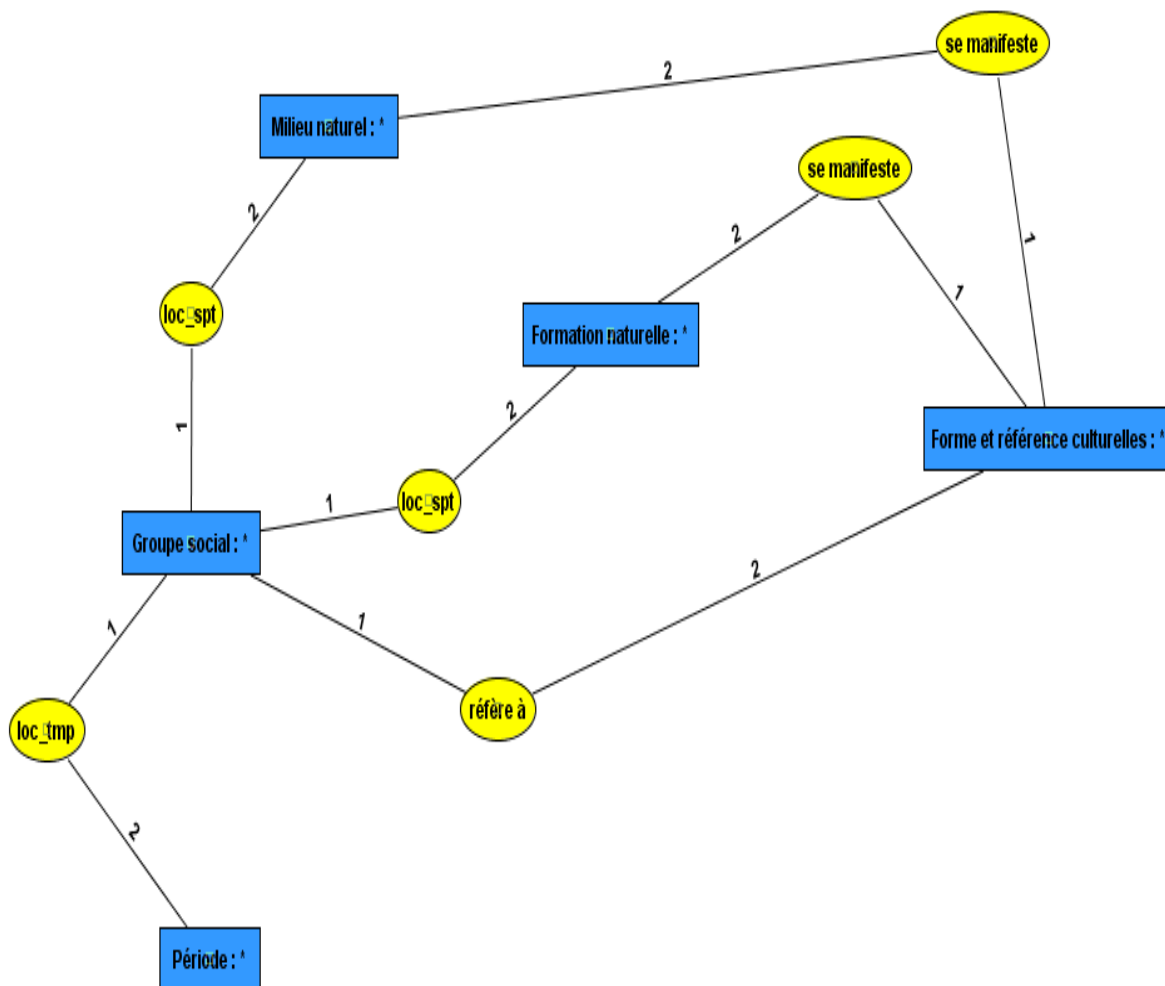 se manifeste
2
Milieu naturel : *
se manifeste
2
2
1
1
loc_spt
Formation naturelle : *
2
1
Forme et référence culturelles : *
1
loc_spt
Groupe social : *
2
1
1
réfère à
loc_tmp
2
Période : *